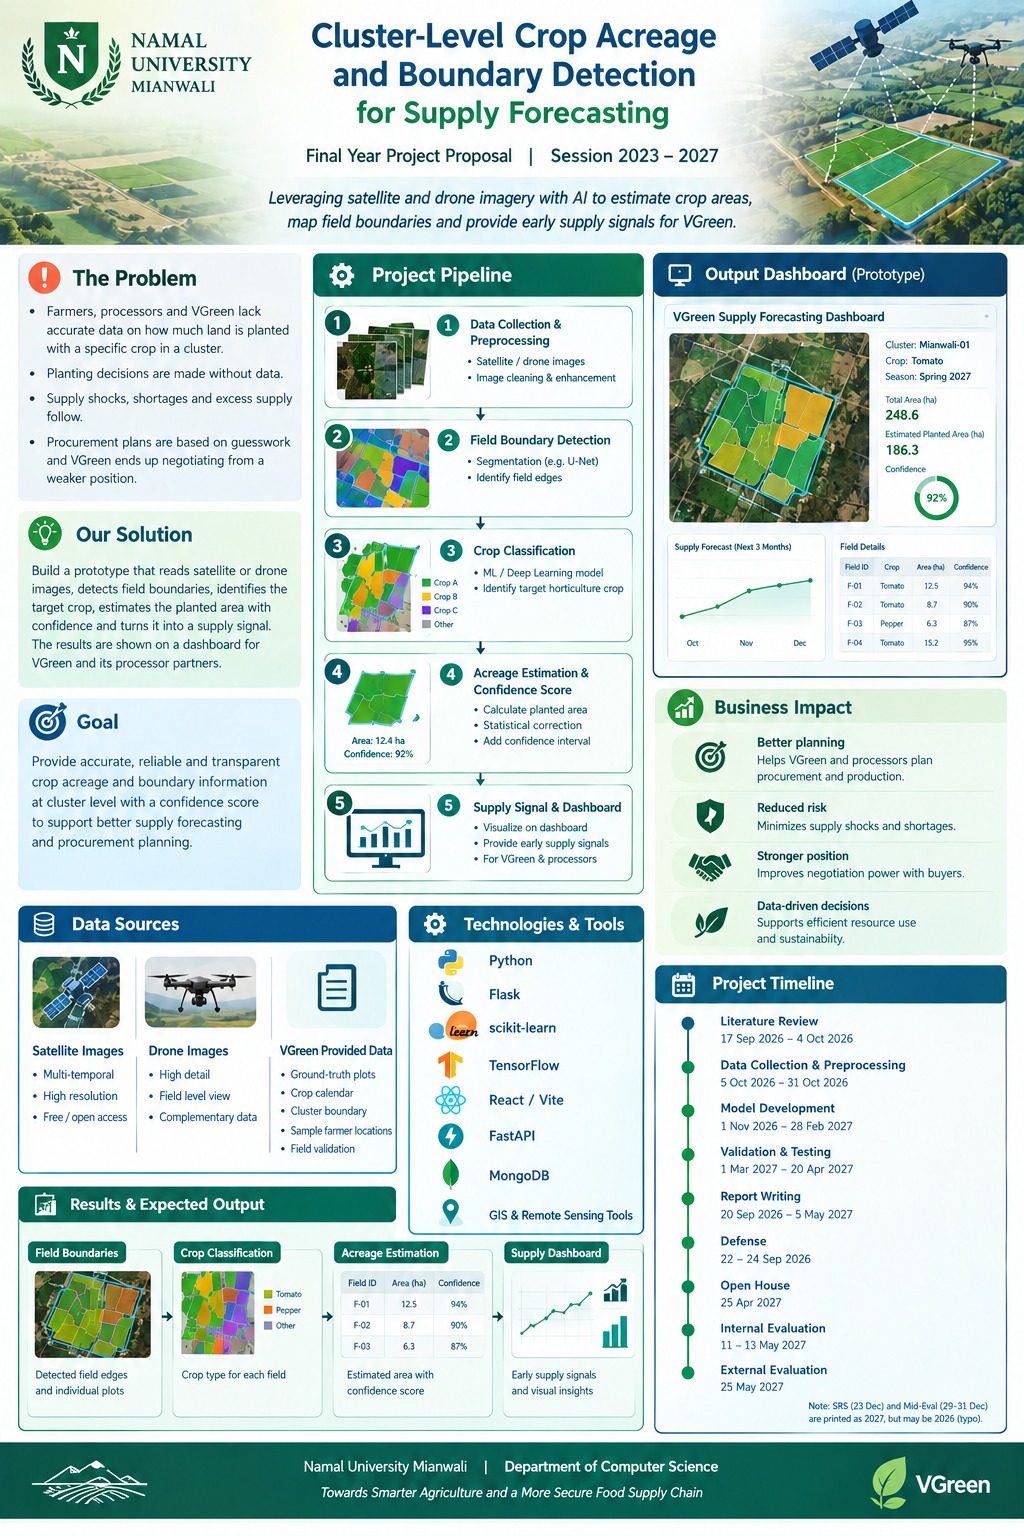 N
NAMAL
UNIVERSITY
MIANWALI
Cluster-Level Crop Acreage
and Boundary Detection
for Supply Forecasting
Final Year Project Proposal | Session 2023 – 2027
Leveraging satellite and drone imagery with AI to estimate crop areas,
map field boundaries and provide early supply signals for VGreen.
The Problem
• Farmers, processors and VGreen lack
accurate data on how much land is planted
with a specific crop in a cluster.
• Planting decisions are made without data.
• Supply shocks, shortages and excess supply
follow.
• Procurement plans are based on guesswork
and VGreen ends up negotiating from a
weaker position.
Our Solution
Build a prototype that reads satellite or drone
images, detects field boundaries, identifies the
target crop, estimates the planted area with
confidence and turns it into a supply signal.
The results are shown on a dashboard for
VGreen and its processor partners.
Goal
Provide accurate, reliable and transparent
crop acreage and boundary information
at cluster level with a confidence score
to support better supply forecasting
and procurement planning.
Project Pipeline
1
1 Data Collection &
Preprocessing
• Satellite / drone images
• Image cleaning & enhancement
2
2 Field Boundary Detection
• Segmentation (e.g. U-Net)
• Identify field edges
3
Crop A
Crop B
Crop C
Other
3 Crop Classification
• ML / Deep Learning model
• Identify target horticulture crop
4
Area: 12.4 ha
Confidence: 92%
4 Acreage Estimation &
Confidence Score
• Calculate planted area
• Statistical correction
• Add confidence interval
5
5 Supply Signal & Dashboard
• Visualize on dashboard
• Provide early supply signals
• For VGreen & processors
Output Dashboard (Prototype)
VGreen Supply Forecasting Dashboard
Cluster: Mianwali-01
Crop: Tomato
Season: Spring 2027
Total Area (ha)
248.6
Estimated Planted Area (ha)
186.3
Confidence
92%
Supply Forecast (Next 3 Months)
Oct Nov Dec
Field Details
Field ID Crop Area (ha) Confidence
F-01 Tomato 12.5 94%
F-02 Tomato 8.7 90%
F-03 Pepper 6.3 87%
F-04 Tomato 15.2 95%
Business Impact
Better planning
Helps VGreen and processors plan
procurement and production.
Reduced risk
Minimizes supply shocks and shortages.
Stronger position
Improves negotiation power with buyers.
Data-driven decisions
Supports efficient resource use
and sustainabiity.
Data Sources
Satellite Images
• Multi-temporal
• High resolution
• Free / open access
Drone Images
• High detail
• Field level view
• Complementary data
VGreen Provided Data
• Ground-truth plots
• Crop calendar
• Cluster boundary
• Sample farmer locations
• Field validation
Technologies & Tools
Python
Flask
learn scikit-learn
TensorFlow
React / Vite
FastAPI
MongoDB
GIS & Remote Sensing Tools
Project Timeline
Literature Review
17 Sep 2026 – 4 Oct 2026
Data Collection & Preprocessing
5 Oct 2026 – 31 Oct 2026
Model Development
1 Nov 2026 – 28 Feb 2027
Validation & Testing
1 Mar 2027 – 20 Apr 2027
Report Writing
20 Sep 2026 – 5 May 2027
Defense
22 – 24 Sep 2026
Open House
25 Apr 2027
Internal Evaluation
11 – 13 May 2027
External Evaluation
25 May 2027
Note: SRS (23 Dec) and Mid-Eval (29–31 Dec)
are printed as 2027, but may be 2026 (typo).
Results & Expected Output
Field Boundaries
Detected field edges
and individual plots
Crop Classification
Tomato
Pepper
Other
Crop type for each field
Acreage Estimation
Field ID Area (ha) Confidence
F-01 12.5 94%
F-02 8.7 90%
F-03 6.3 87%
Estimated area with
confidence score
Supply Dashboard
Early supply signals
and visual insights
Namal University Mianwali | Department of Computer Science
Towards Smarter Agriculture and a More Secure Food Supply Chain
VGreen